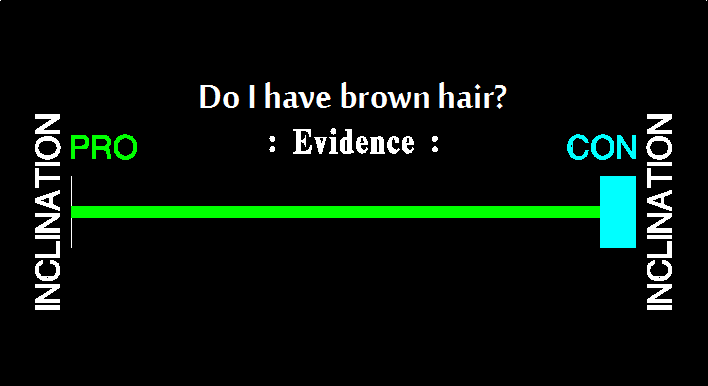 Do I have brown hair?
: Evidence :
PRO
CON
INCLINATION
INCLINATION